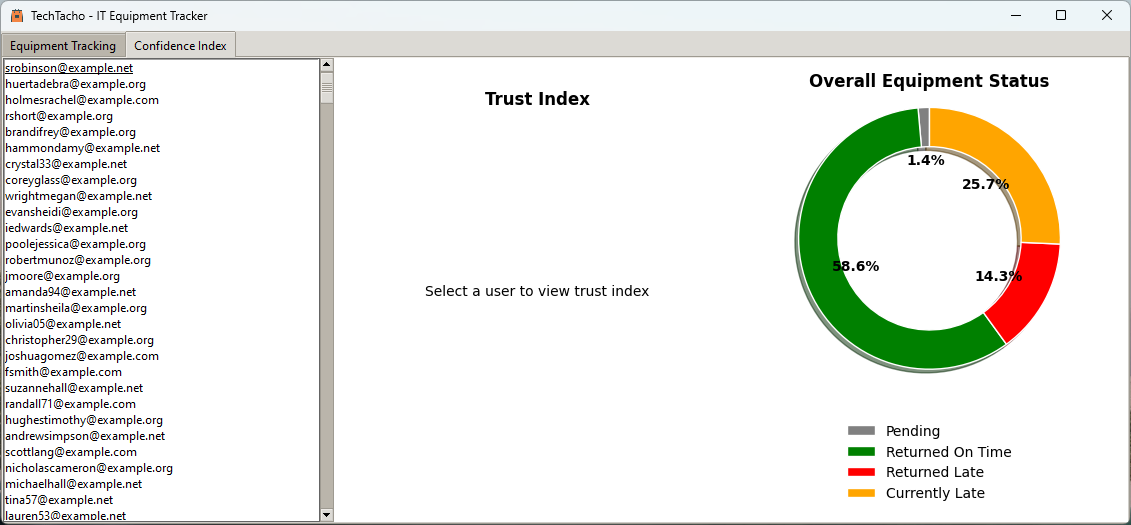 TechTacho - IT Equipment Tracker
Equipment Tracking
Confidence Index
srobinson@example.net
huertadebra@example.org
holmesrachel@example.com
rshort@example.org
brandifrey@example.org
hammondamy@example.net
crystal33@example.net
coreyglass@example.org
wrightmegan@example.net
evansheidi@example.org
iedwards@example.net
poolejessica@example.org
robertmunoz@example.org
jmoore@example.org
amanda94@example.net
martinsheila@example.org
olivia05@example.net
christopher29@example.org
joshuagomez@example.com
fsmith@example.com
suzannehall@example.net
randall71@example.com
hughestimothy@example.org
andrewsimpson@example.net
scottlang@example.com
nicholascameron@example.org
michaelhall@example.net
tina57@example.net
lauren53@example.net
Trust Index
Select a user to view trust index
Overall Equipment Status
1.4%
25.7%
58.6%
14.3%
Pending
Returned On Time
Returned Late
Currently Late